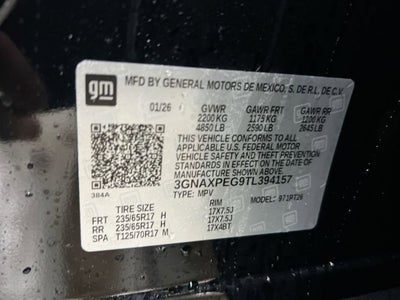 gm
MFD BY GENERAL MOTORS DE MEXICO, S. DE R.L. DE C.V.
01/26 GVWR GAWR FRT GAWR RR
2200 KG 1175 KG 1200 KG
4850 LB 2590 LB 2645 LB
THIS VEHICLE CONFORMS TO ALL
APPLICABLE U.S. FEDERAL MOTOR
VEHICLE SAFETY, BUMPER, AND THEFT
PREVENTION STANDARDS IN EFFECT ON
THE DATE OF MANUFACTURE SHOWN ABOVE.
3GNAXPEG9TL394157
384A TYPE: MPV MODEL: 971PT26
TIRE SIZE RIM
FRT 235/65R17 H 17X7.5J
RR 235/65R17 H 17X7.5J
SPA T125/70R17 M 17X4BT